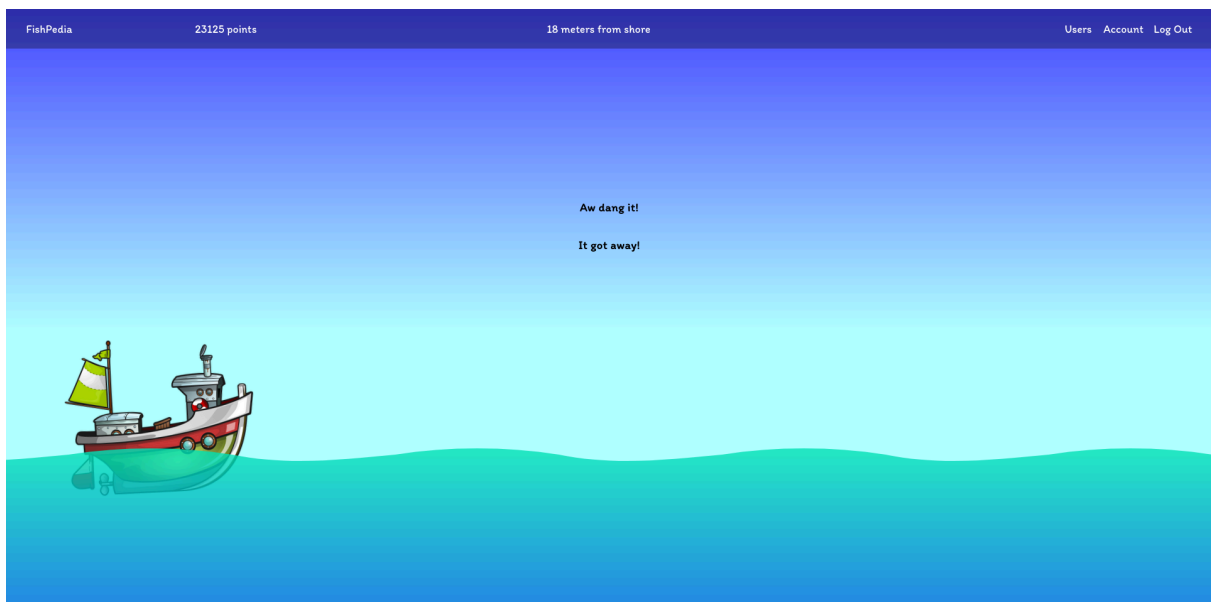 FishPedia 23125 points 18 meters from shore Users Account Log Out
Aw dang it!
It got away!